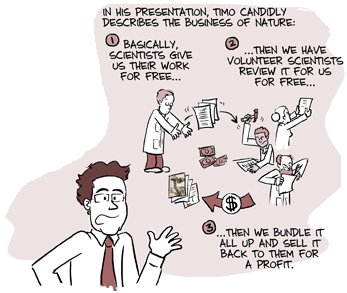 IN HIS PRESENTATION, TIMO CANDIDLY
DESCRIBES THE BUSINESS OF NATURE:
1 BASICALLY,
SCIENTISTS GIVE
US THEIR WORK
FOR FREE...
2 ...THEN WE HAVE
VOLUNTEER SCIENTISTS
REVIEW IT FOR US
FOR FREE...
$
3 ...THEN WE BUNDLE IT
ALL UP AND SELL IT
BACK TO THEM FOR
A PROFIT.